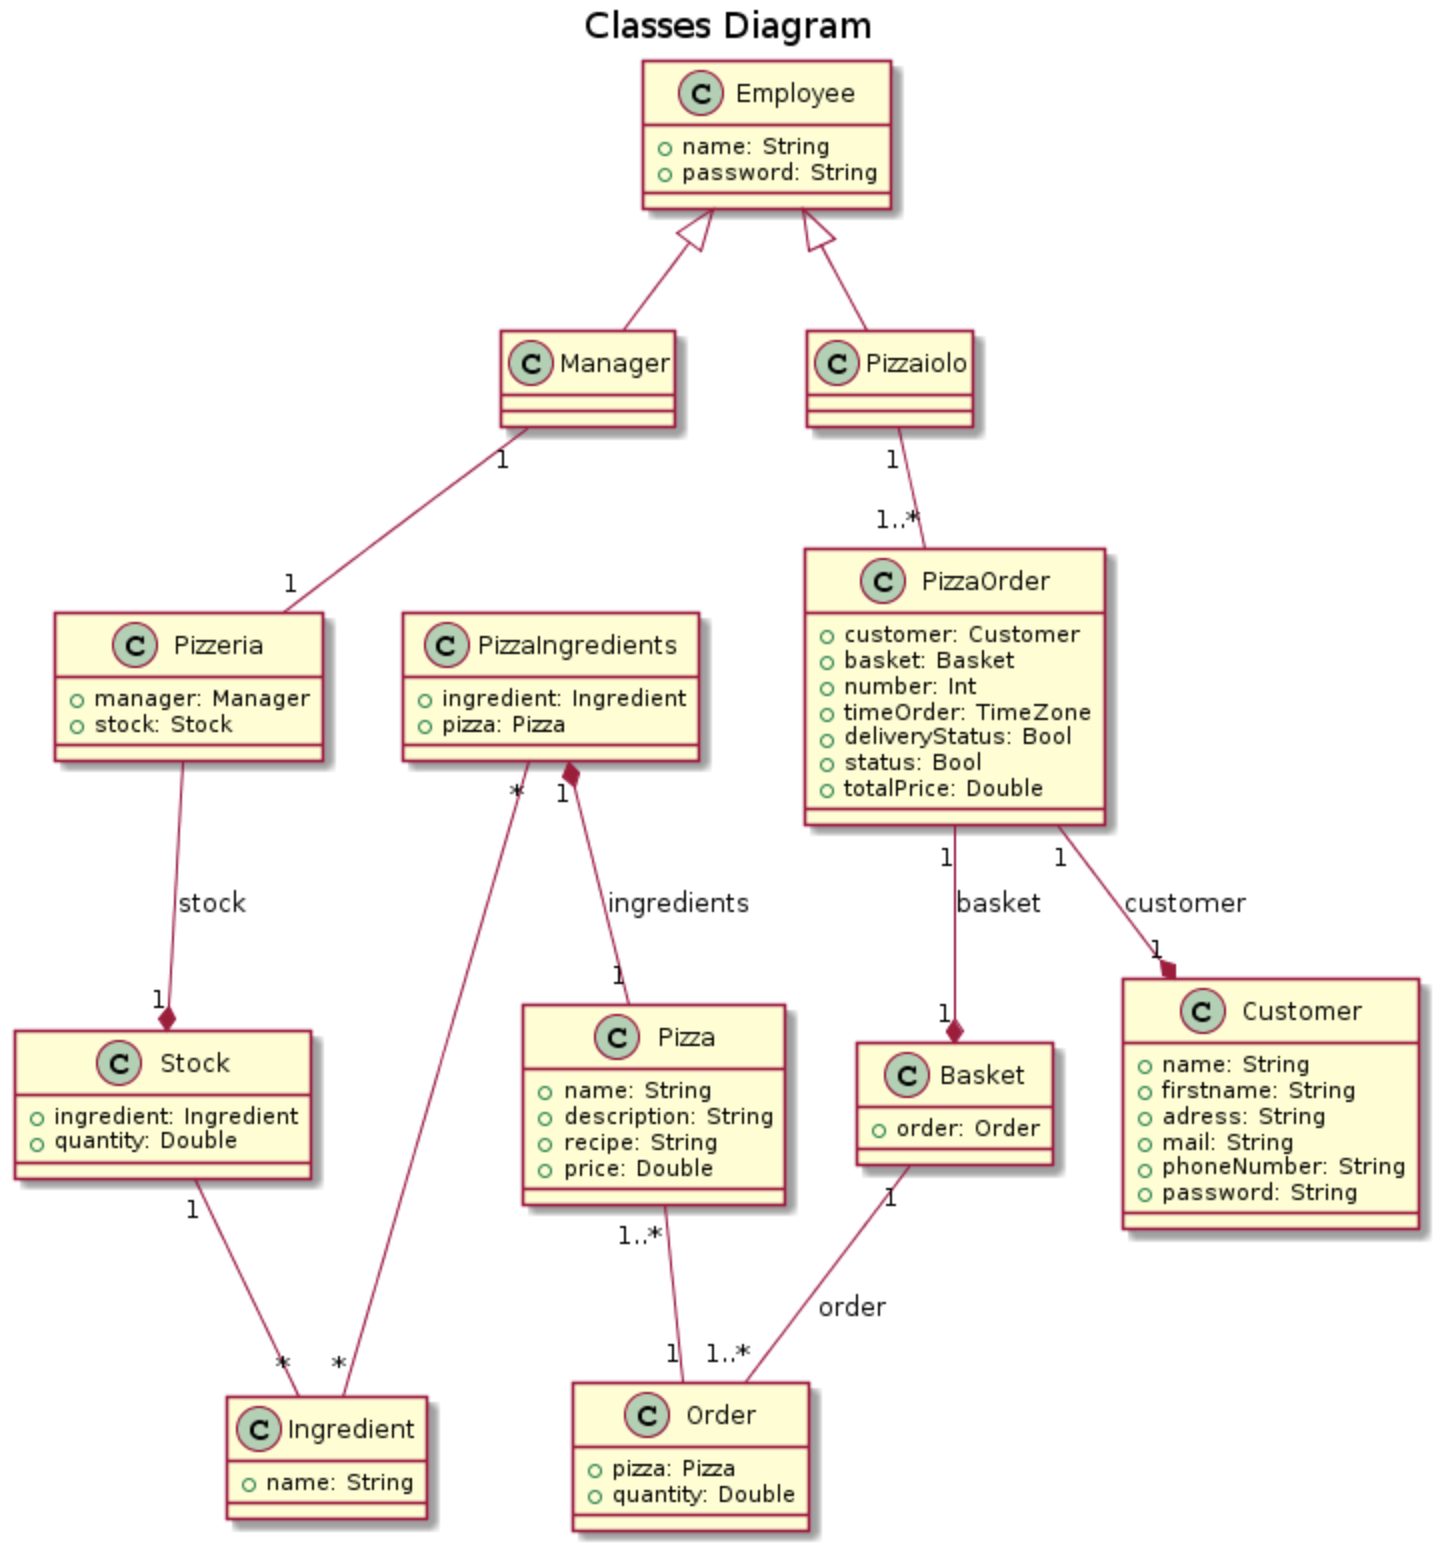 Classes Diagram
C Employee
name: String
password: String
C Manager
C Pizzaiolo
1
1
1..*
1
C Pizzeria
manager: Manager
stock: Stock
C PizzaIngredients
ingredient: Ingredient
pizza: Pizza
C PizzaOrder
customer: Customer
basket: Basket
number: Int
timeOrder: TimeZone
deliveryStatus: Bool
status: Bool
totalPrice: Double
*
1
1
1
stock
ingredients
basket
customer
1
1
1
1
C Stock
ingredient: Ingredient
quantity: Double
C Pizza
name: String
description: String
recipe: String
price: Double
C Basket
order: Order
C Customer
name: String
firstname: String
adress: String
mail: String
phoneNumber: String
password: String
1
1..*
1
order
*
*
1
1..*
C Ingredient
name: String
C Order
pizza: Pizza
quantity: Double